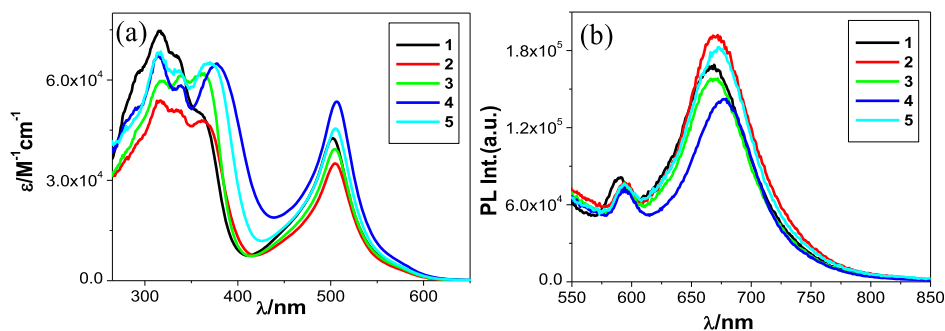 (a)
1
2
3
4
5
6.0x10⁴
3.0x10⁴
0.0
ε/M⁻¹cm⁻¹
300
400
500
600
λ/nm
(b)
1
2
3
4
5
1.8x10⁵
1.2x10⁵
6.0x10⁴
0.0
PL Int.(a.u.)
550
600
650
700
750
800
850
λ/nm